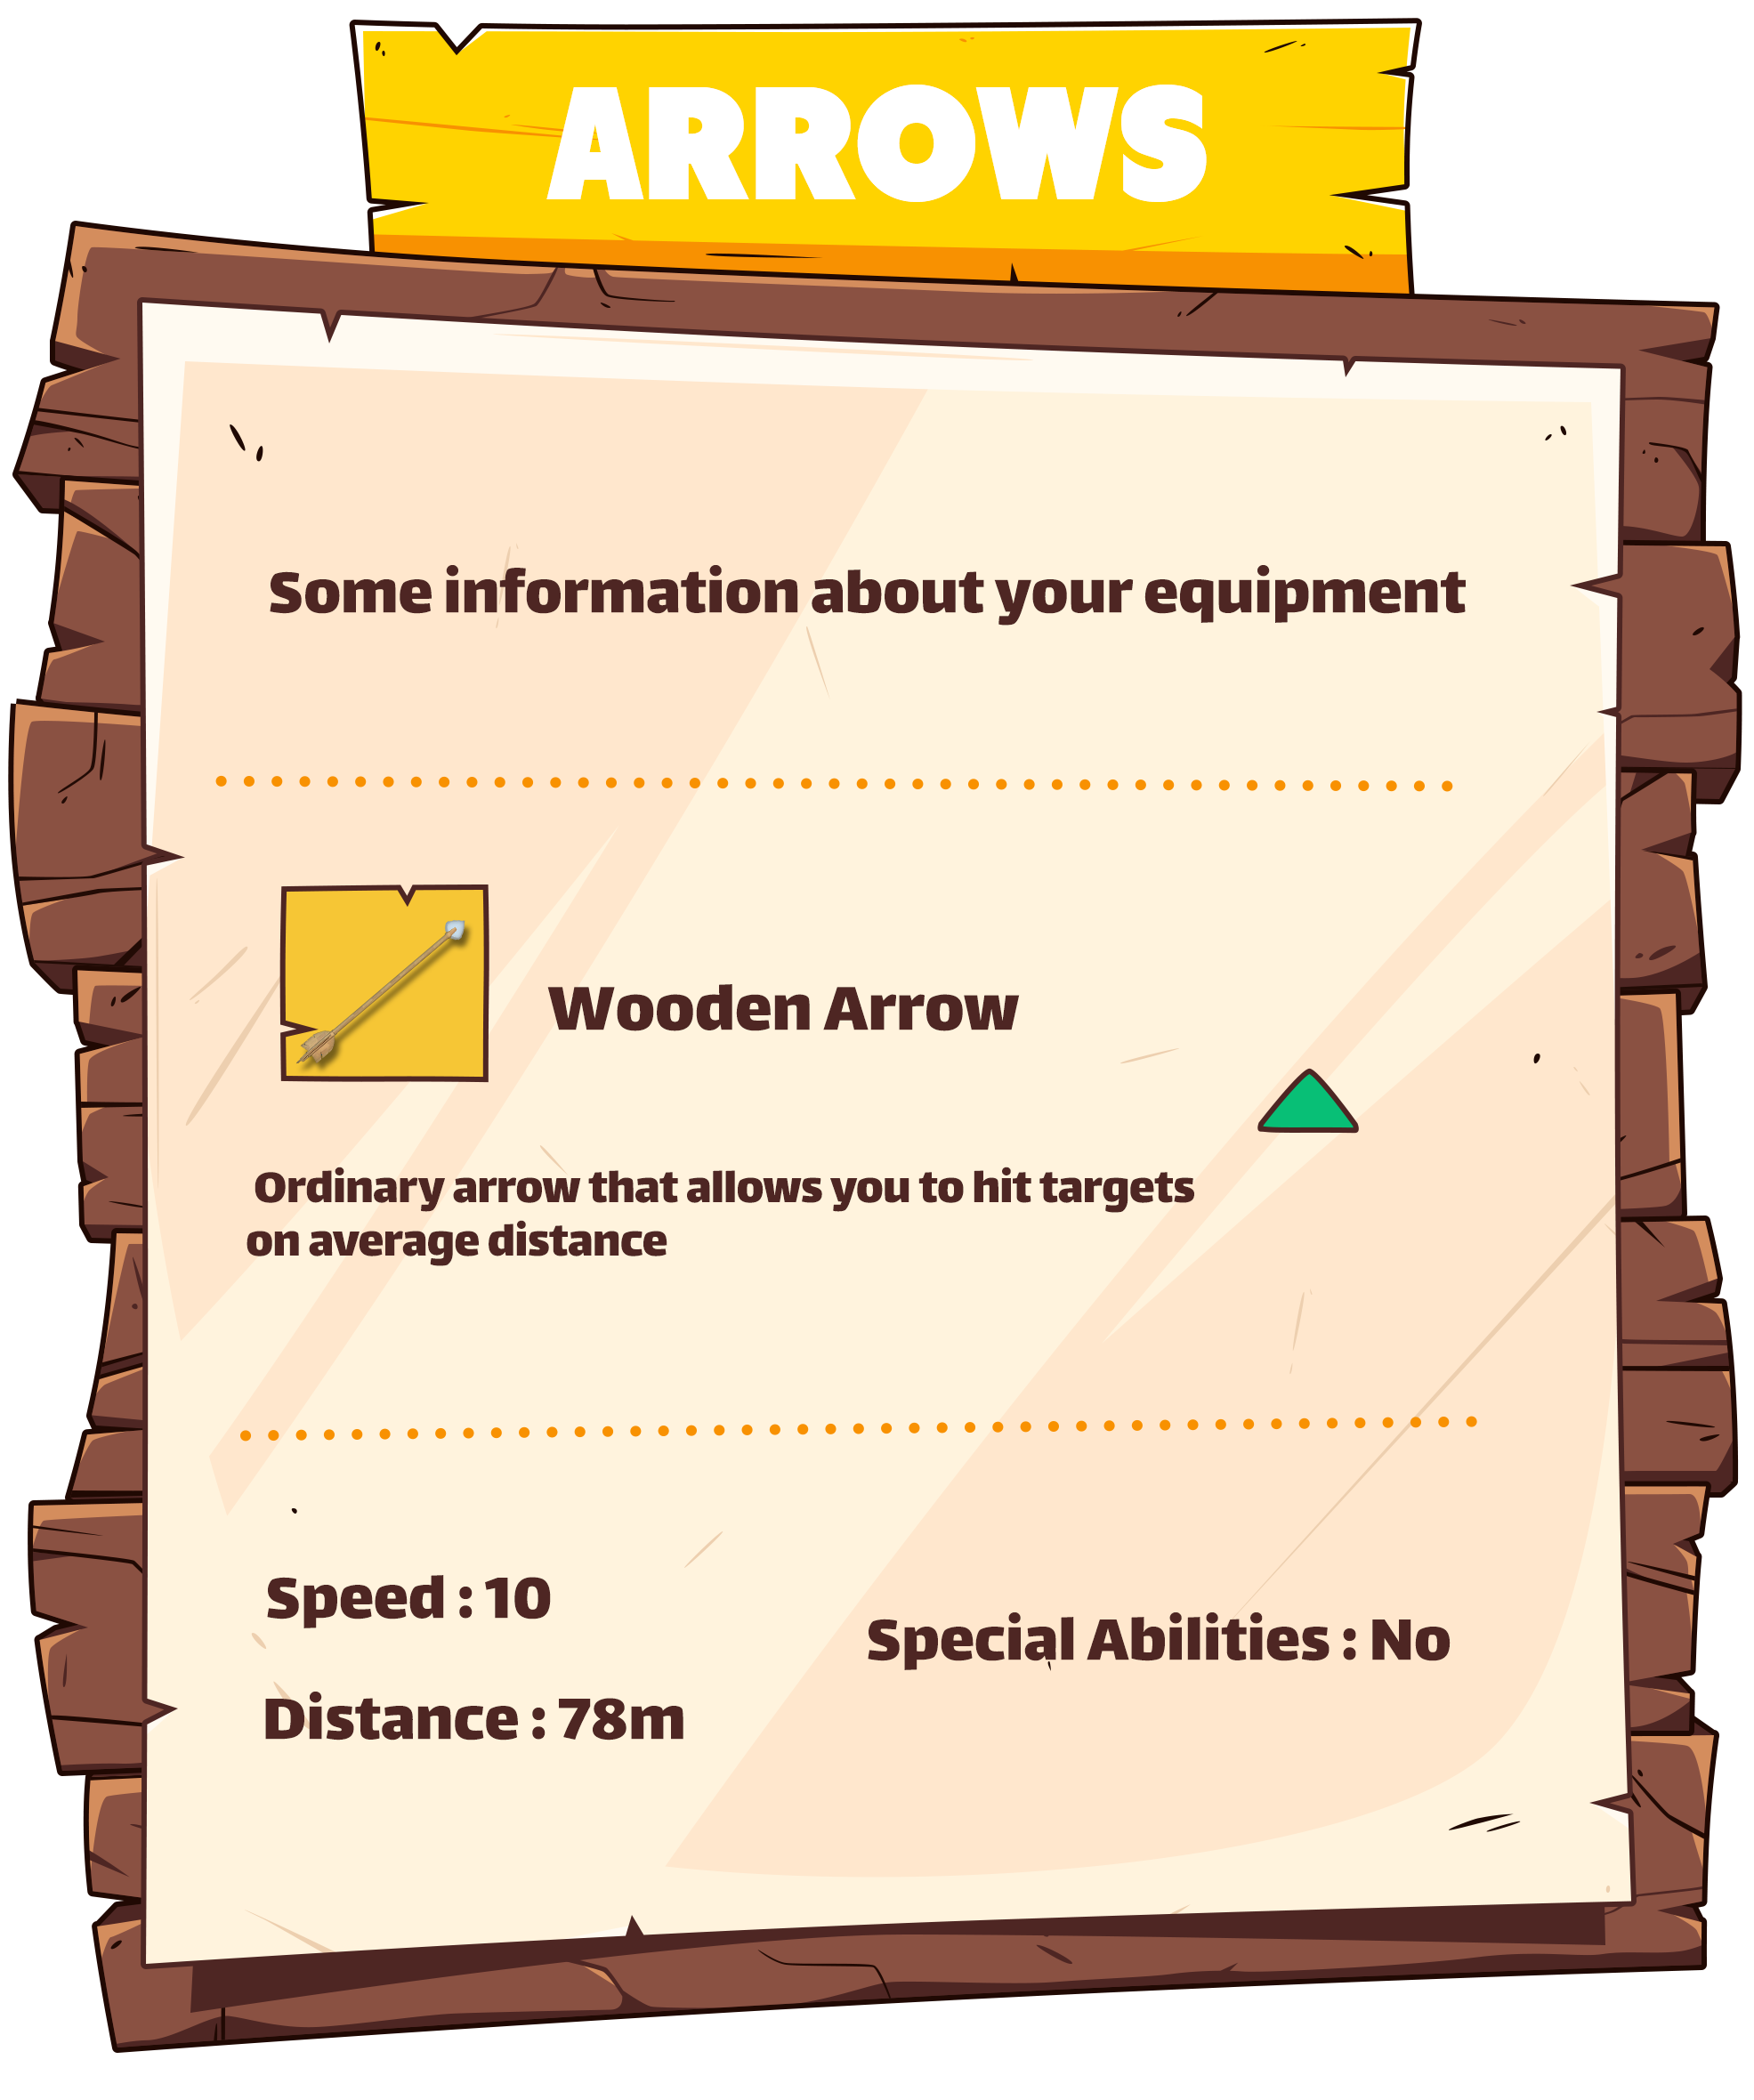 ARROWS
Some information about your equipment
Wooden Arrow
Ordinary arrow that allows you to hit targets
on average distance
Speed : 10
Special Abilities : No
Distance : 78m